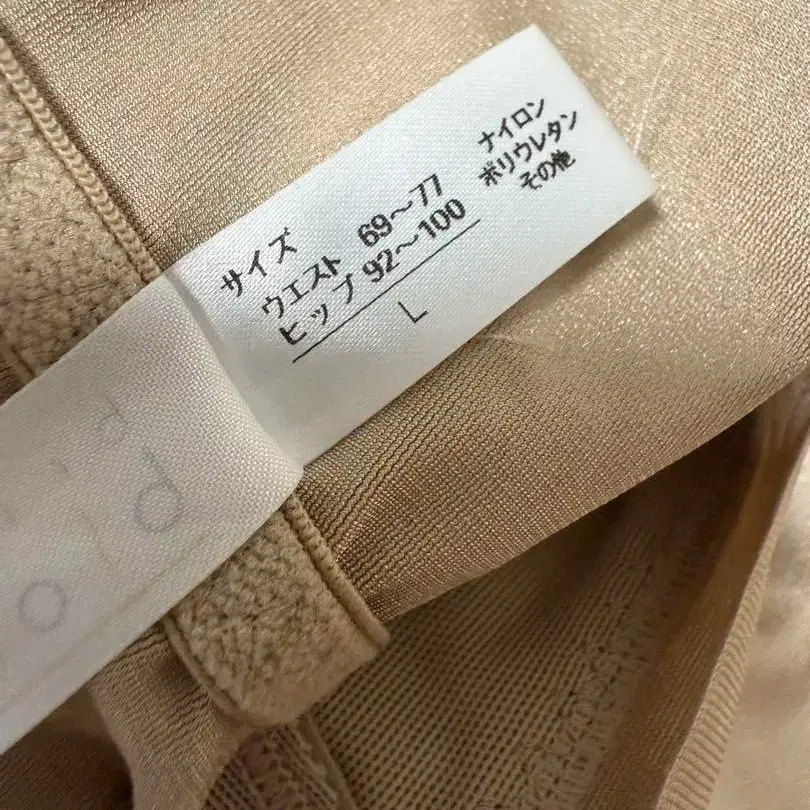 サイズ
ウエスト 69～77
ヒップ 92～100
L
ナイロン
ポリウレタン
その他